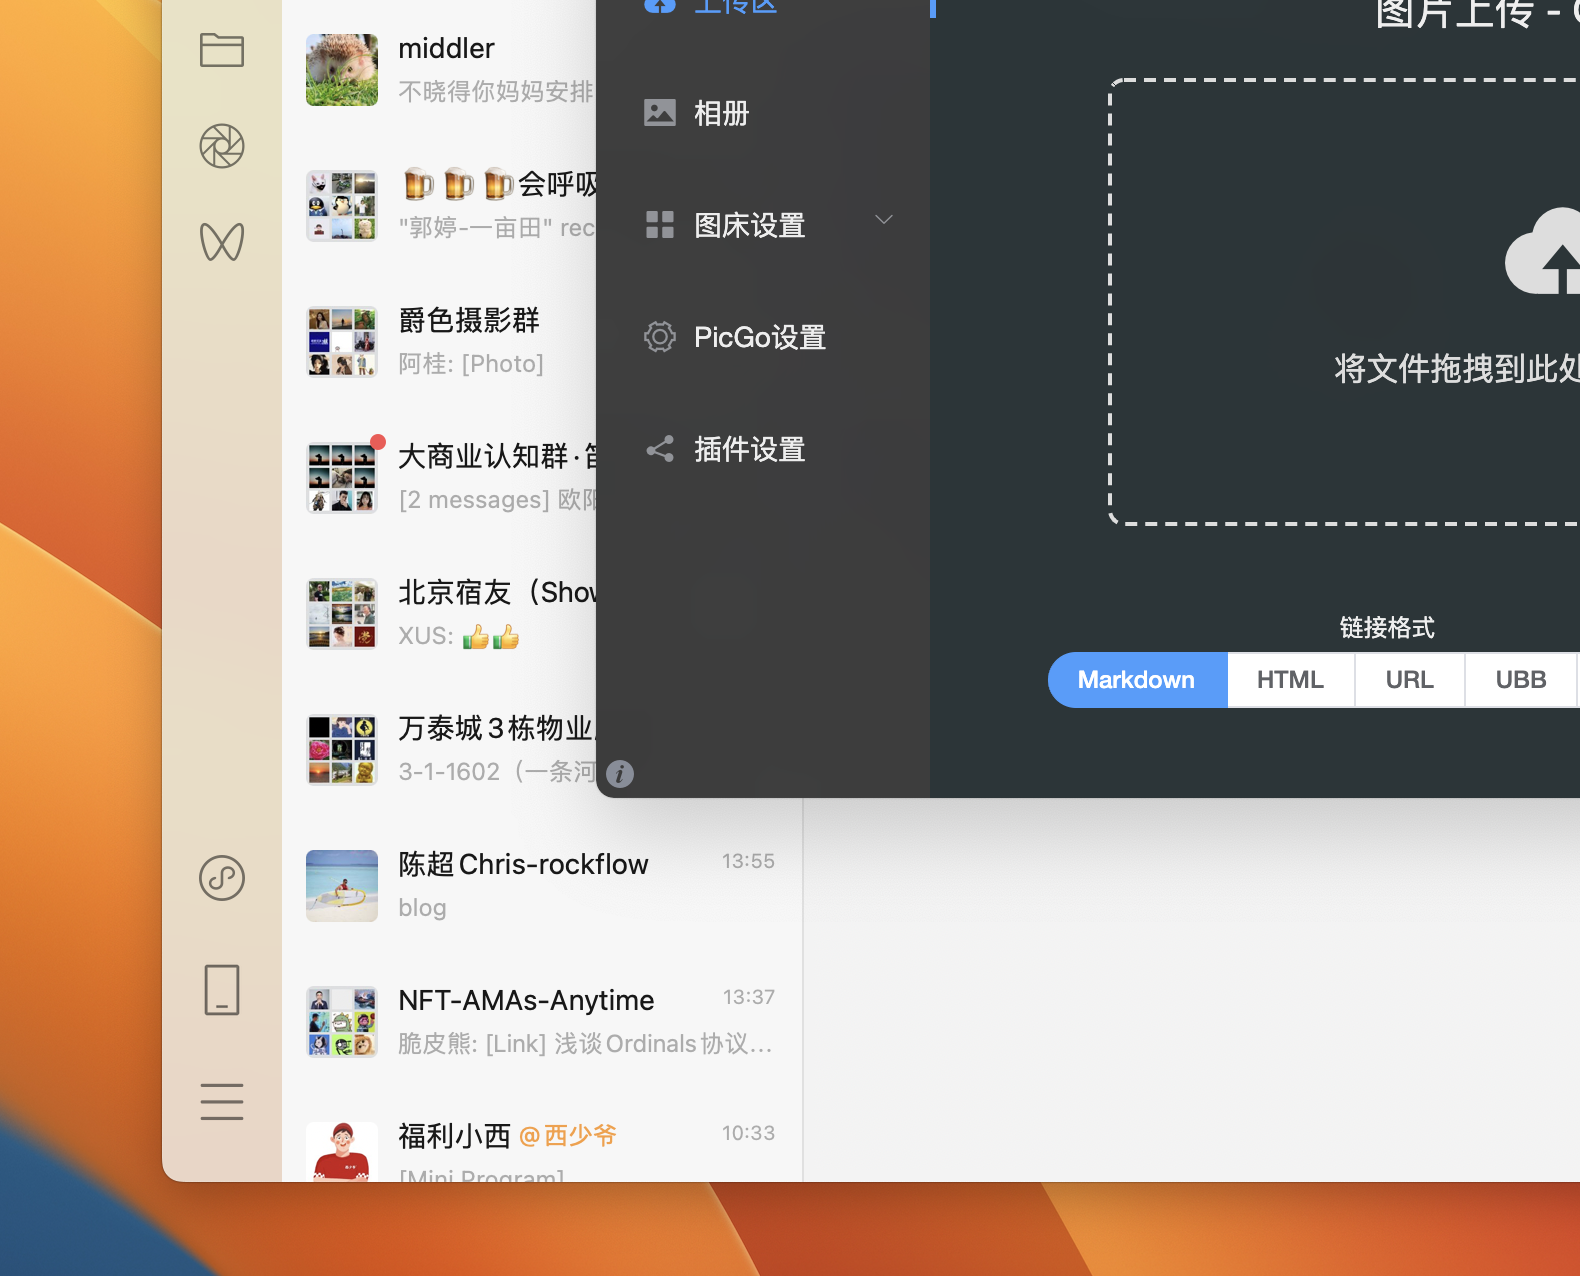 middler
不晓得你妈妈安排
🍺🍺🍺会呼吸
"郭婷-一亩田" rec
爵色摄影群
阿桂: [Photo]
大商业认知群·
[2 messages] 欧阳
北京宿友（Show
XUS: 👍👍
万泰城3栋物业
3-1-1602（一条河
陈超Chris-rockflow
13:55
blog
NFT-AMAs-Anytime
13:37
脆皮熊: [Link] 浅谈Ordinals协议...
福利小西 @西少爷
10:33
[Mini Program]
上传区
相册
图床设置
PicGo设置
插件设置
图片上传 -
将文件拖拽到此处
链接格式
Markdown
HTML
URL
UBB